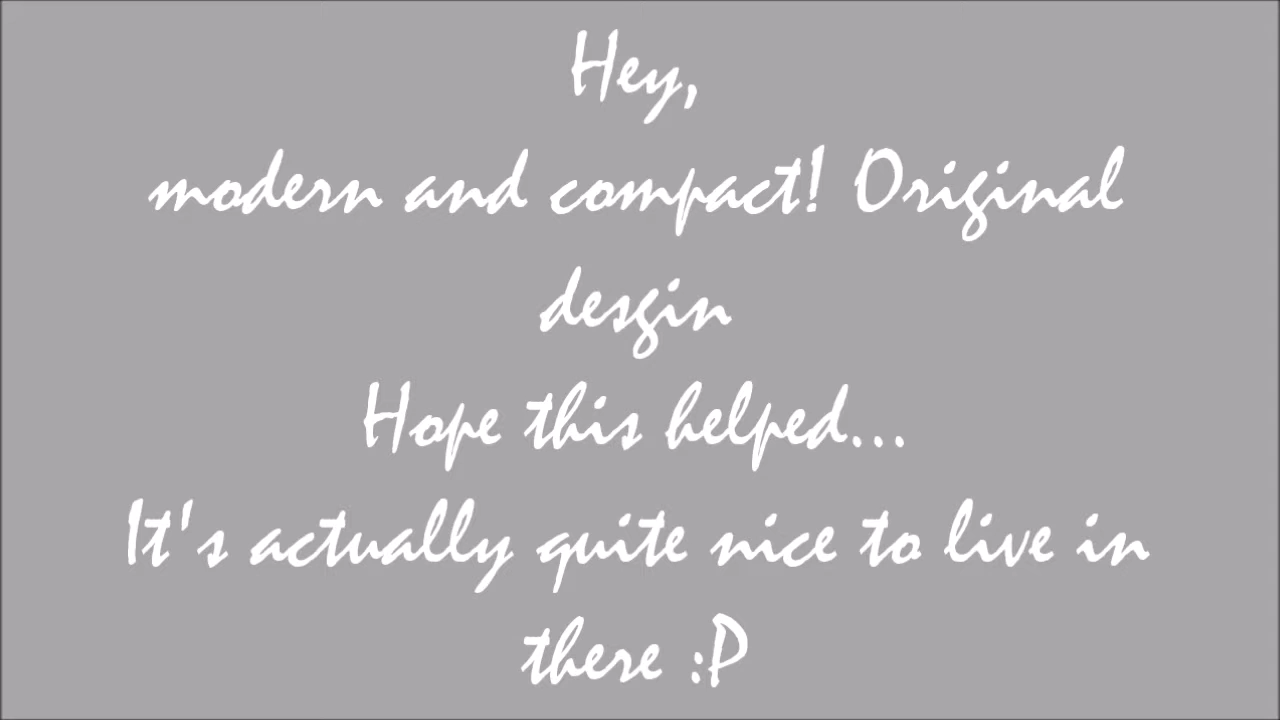 Hey,
modern and compact! Original
desgin
Hope this helped...
It's actually quite nice to live in
there :P